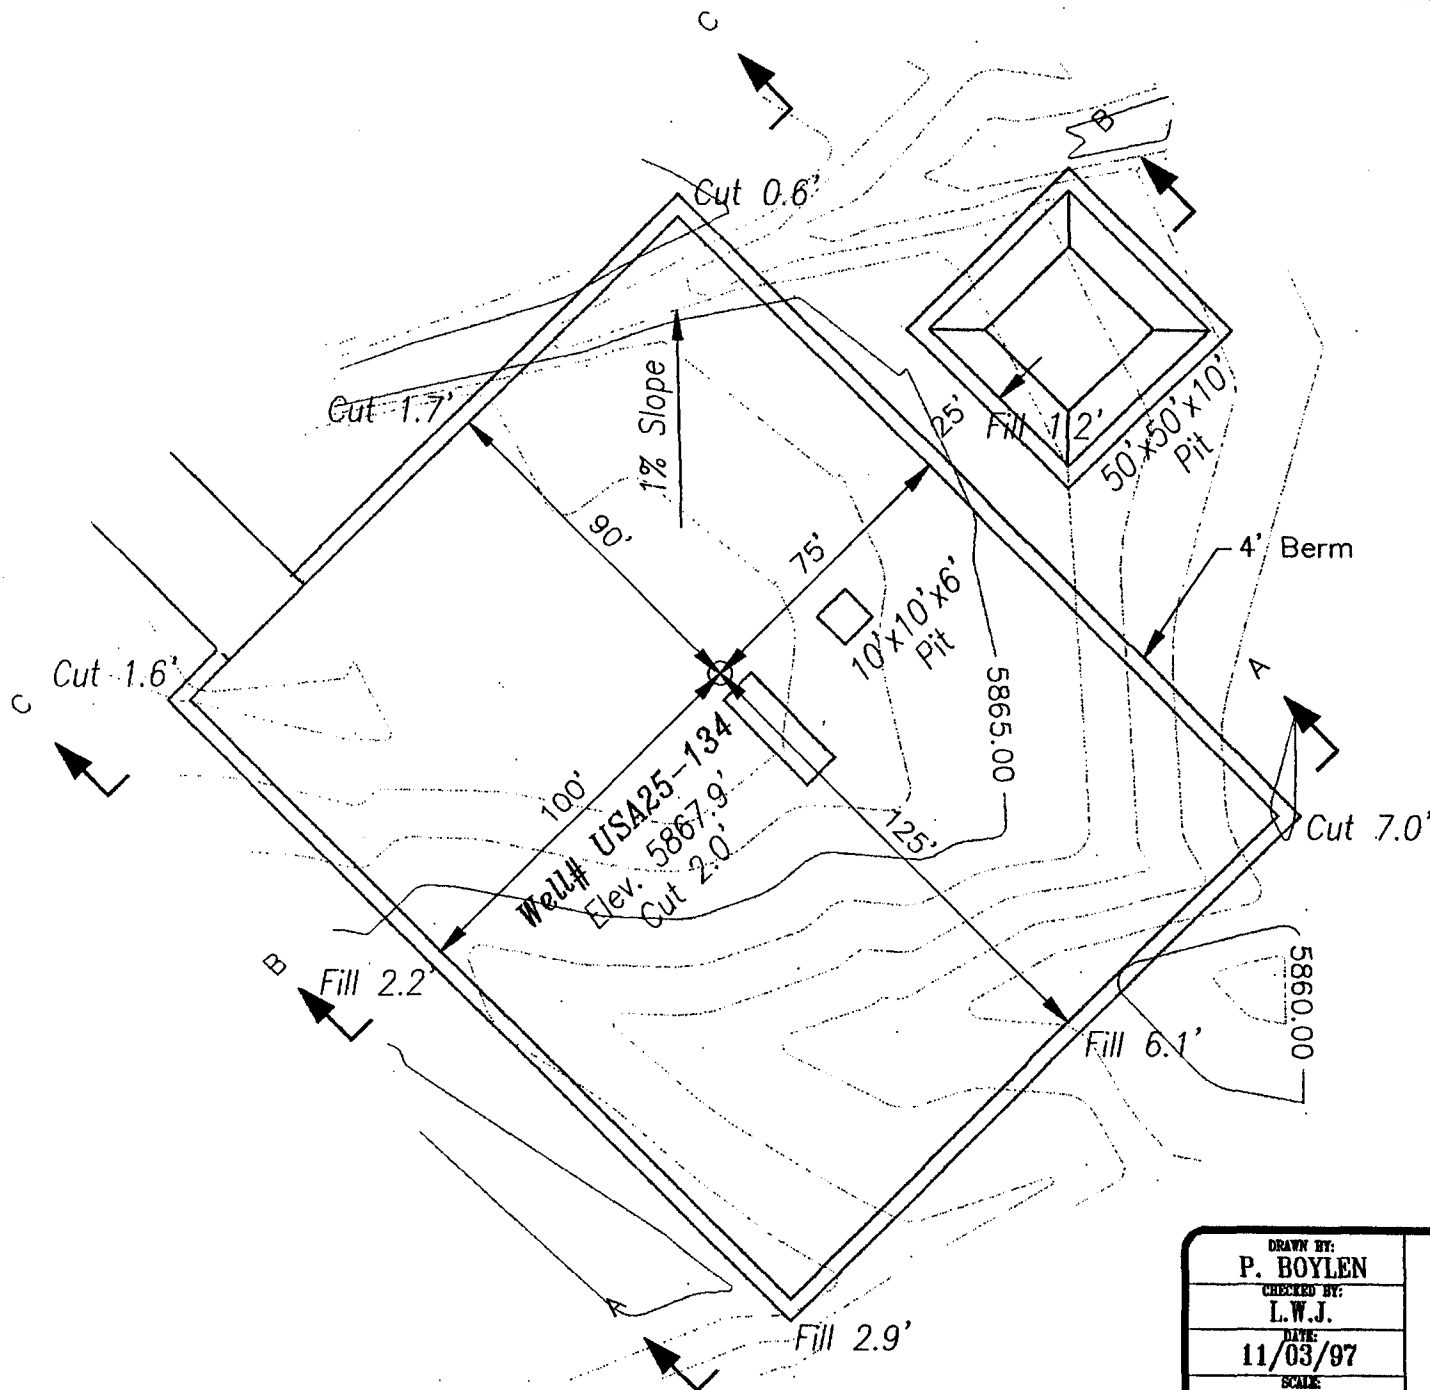 C
B
Cut 0.6'
1% Slope
Cut 1.7'
25'
Fill 1.2'
50'x50'x10'
Pit
90'
75'
4' Berm
10'x10'x6'
Pit
A
Cut 1.6'
C
5865.00
Well# USA25-134
Elev. 5867.9'
Cut 2.0'
100'
125'
Cut 7.0'
B
Fill 2.2'
5860.00
Fill 6.1'
A
Fill 2.9'
DRAWN BY:
P. BOYLEN
CHECKED BY:
L.W.J.
DATE:
11/03/97
SCALE: